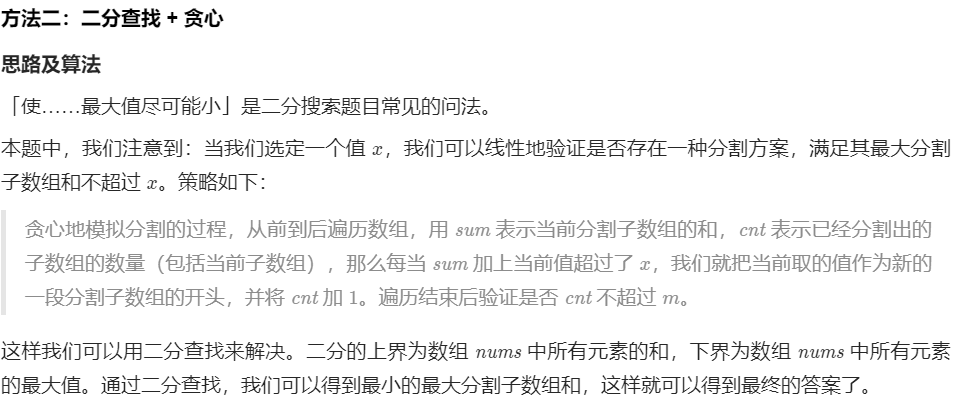 方法二：二分查找 + 贪心
思路及算法
「使……最大值尽可能小」是二分搜索题目常见的问法。
本题中，我们注意到：当我们选定一个值 x，我们可以线性地验证是否存在一种分割方案，满足其最大分割
子数组和不超过 x。策略如下：
贪心地模拟分割的过程，从前到后遍历数组，用 sum 表示当前分割子数组的和，cnt 表示已经分割出的
子数组的数量（包括当前子数组），那么每当 sum 加上当前值超过了 x，我们就把当前取的值作为新的
一段分割子数组的开头，并将 cnt 加 1。遍历结束后验证是否 cnt 不超过 m。
这样我们可以用二分查找来解决。二分的上界为数组 nums 中所有元素的和，下界为数组 nums 中所有元素
的最大值。通过二分查找，我们可以得到最小的最大分割子数组和，这样就可以得到最终的答案了。